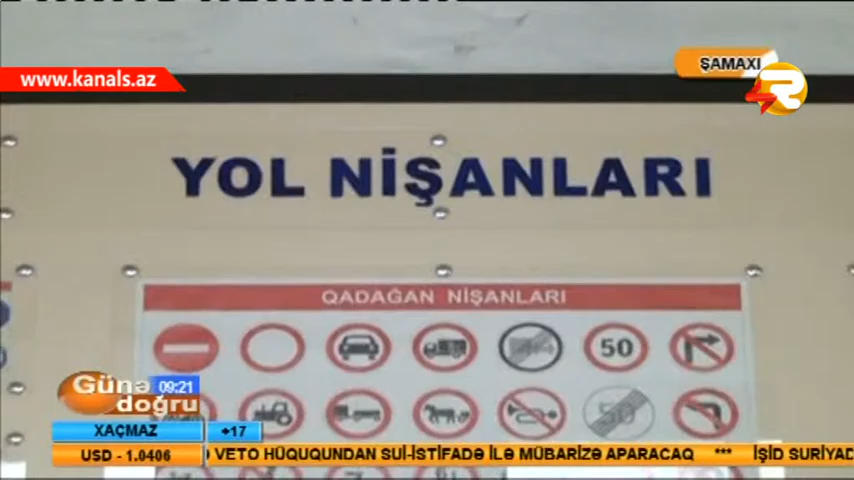 ŞAMAXI
www.kanals.az
YOL NİŞANLARI
QADAĞAN NİŞANLARI
50
50
Günə 09:21
doğru
XAÇMAZ +17
USD - 1.0406 VETO HÜQUQUNDAN SUİ-İSTİFADƏ İLƏ MÜBARİZƏ APARACAQ *** İŞİD SURİYAD